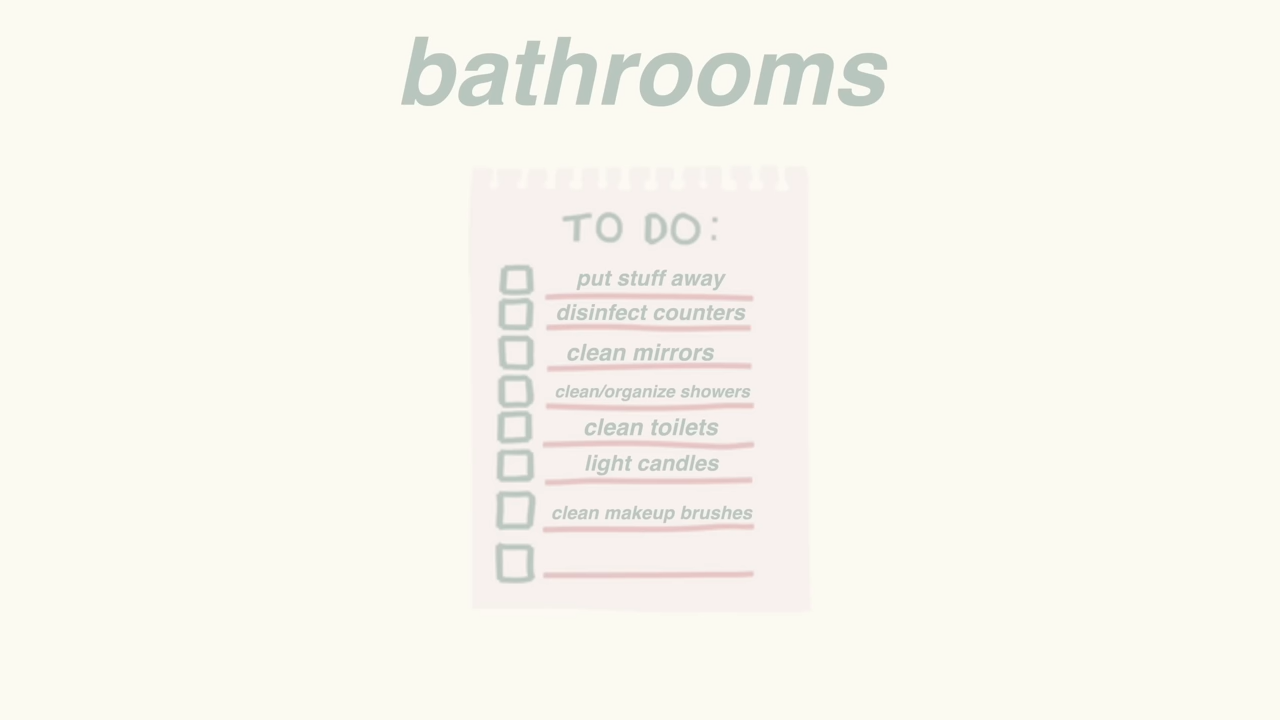 bathrooms
TO DO:
put stuff away
disinfect counters
clean mirrors
clean/organize showers
clean toilets
light candles
clean makeup brushes